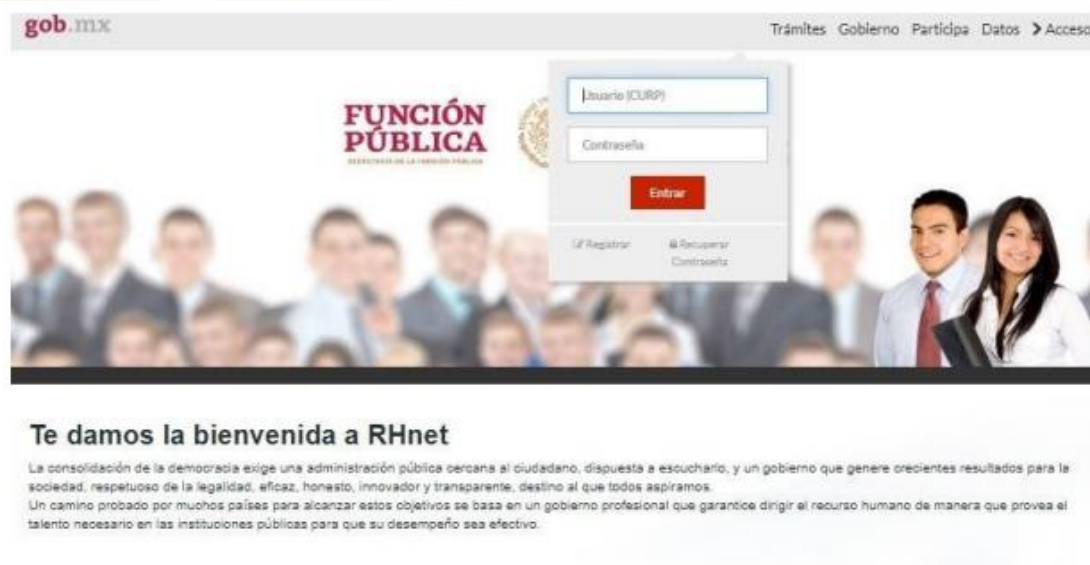 gob.mx
Trámites Gobierno Participa Datos > Acceso
Usuario (CURP)
Contraseña
Entrar
Registrar
Recuperar
Contraseña
FUNCIÓN
PÚBLICA
SECRETARÍA DE LA FUNCIÓN PÚBLICA
Te damos la bienvenida a RHnet
La consolidación de la democracia exige una administración pública cercana al ciudadano, dispuesta a escucharlo, y un gobierno que genere crecientes resultados para la
sociedad, respetuoso de la legalidad, eficaz, honesto, innovador y transparente, destino al que todos aspiramos.
Un camino probado por muchos países para alcanzar estos objetivos se basa en un gobierno profesional que garantice dirigir el recurso humano de manera que provea el
talento necesario en las instituciones públicas para que su desempeño sea efectivo.